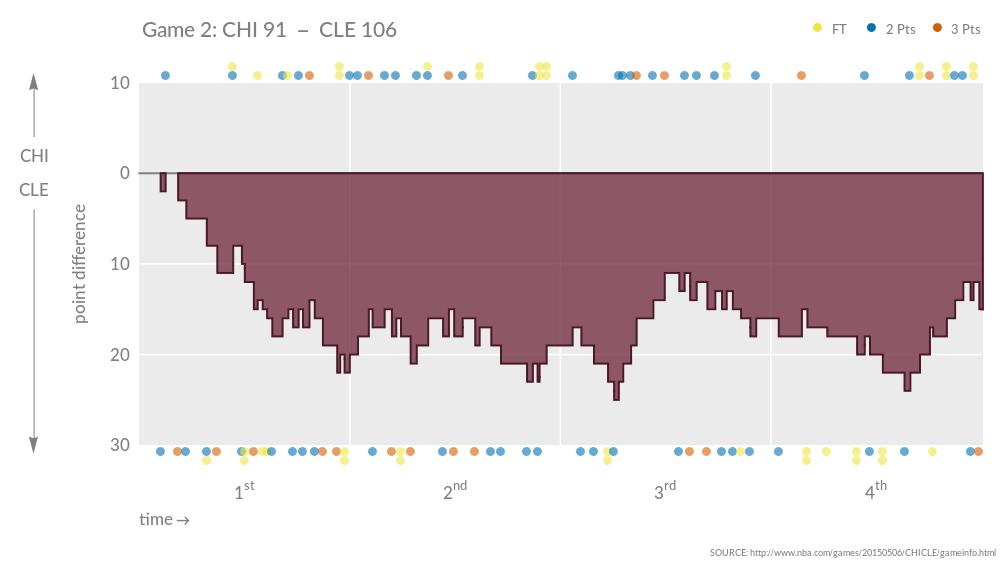 Game 2: CHI 91 – CLE 106
FT
2 Pts
3 Pts
10
CHI
0
CLE
point difference
10
20
30
1st
2nd
3rd
4th
time→
SOURCE: http://www.nba.com/games/20150506/CHICLE/gameinfo.html